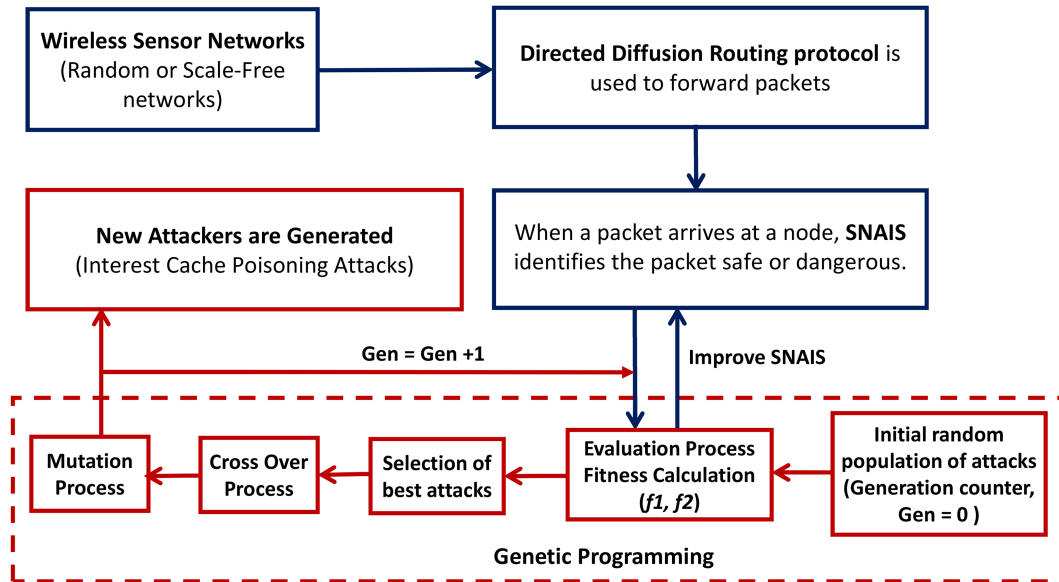 Wireless Sensor Networks
(Random or Scale-Free
networks)
Directed Diffusion Routing protocol is
used to forward packets
New Attackers are Generated
(Interest Cache Poisoning Attacks)
When a packet arrives at a node, SNAIS
identifies the packet safe or dangerous.
Gen = Gen +1
Improve SNAIS
Mutation
Process
Cross Over
Process
Selection of
best attacks
Evaluation Process
Fitness Calculation
(f1, f2)
Initial random
population of attacks
(Generation counter,
Gen = 0 )
Genetic Programming